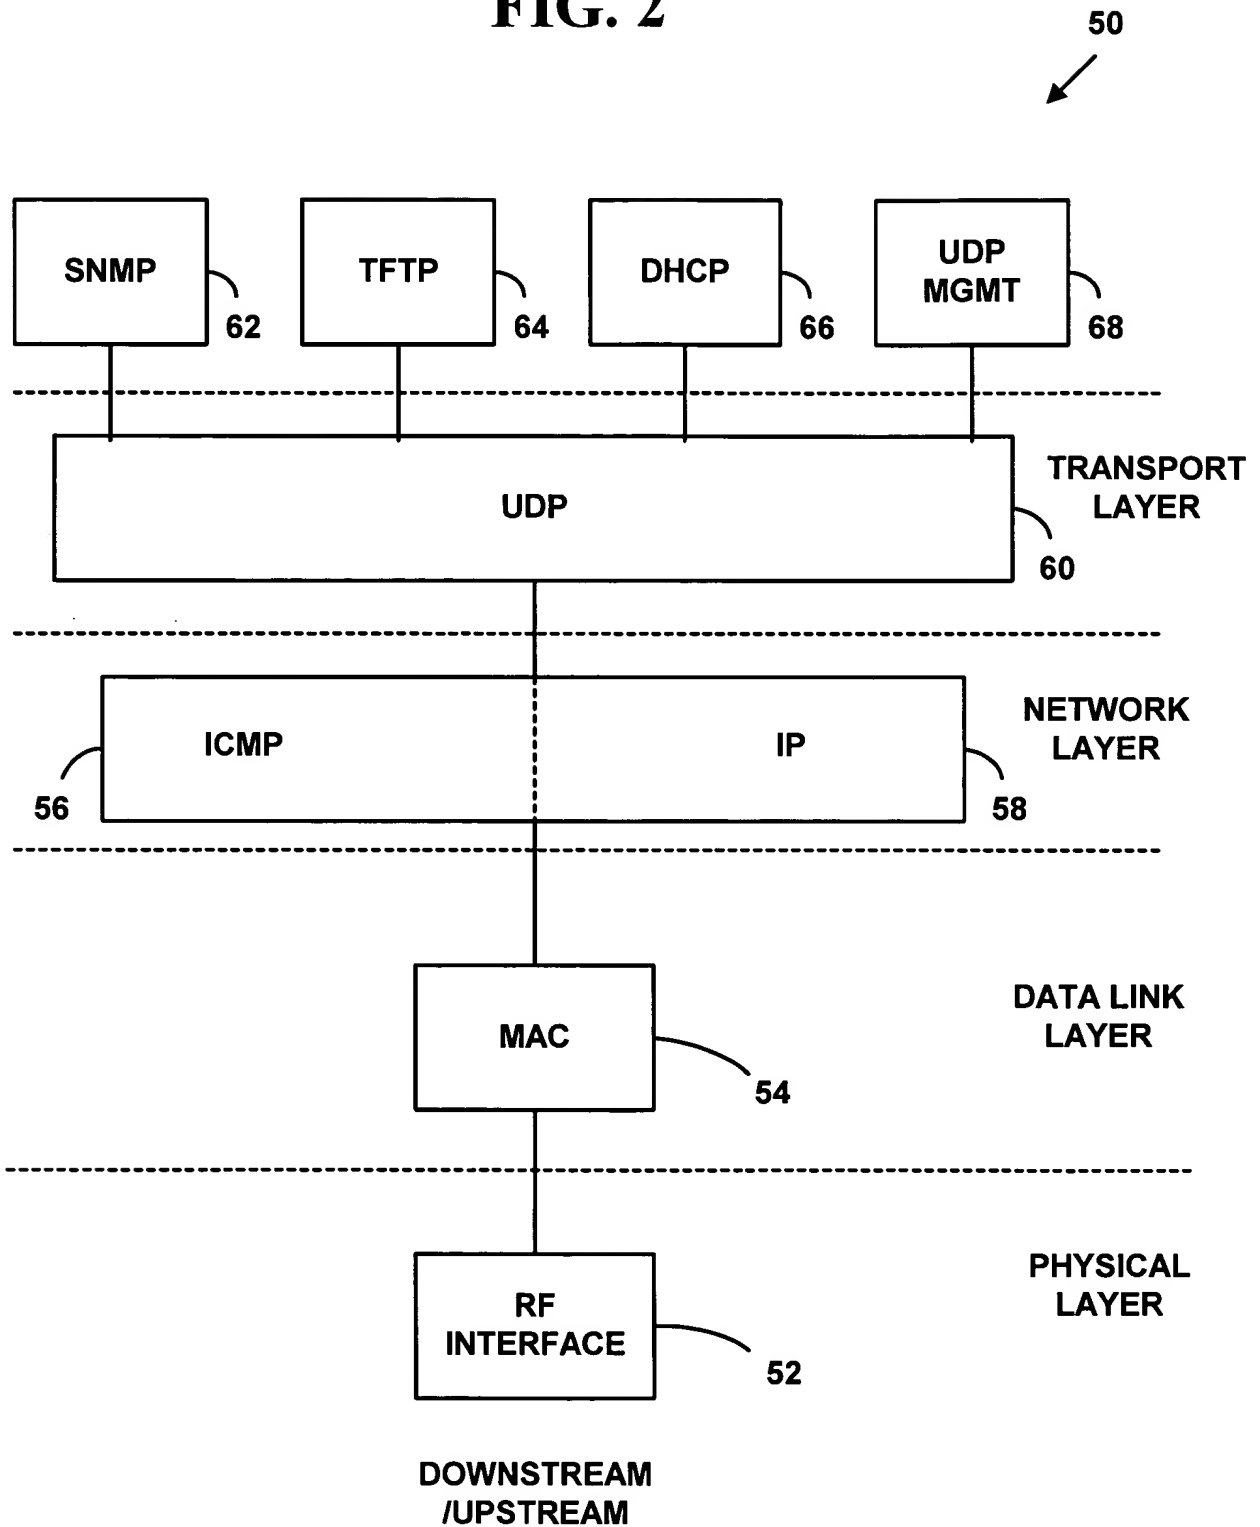 FIG. 2
50
SNMP
62
TFTP
64
DHCP
66
UDP
MGMT
68
UDP
60
TRANSPORT
LAYER
ICMP
56
IP
58
NETWORK
LAYER
MAC
54
DATA LINK
LAYER
RF
INTERFACE
52
PHYSICAL
LAYER
DOWNSTREAM
/UPSTREAM